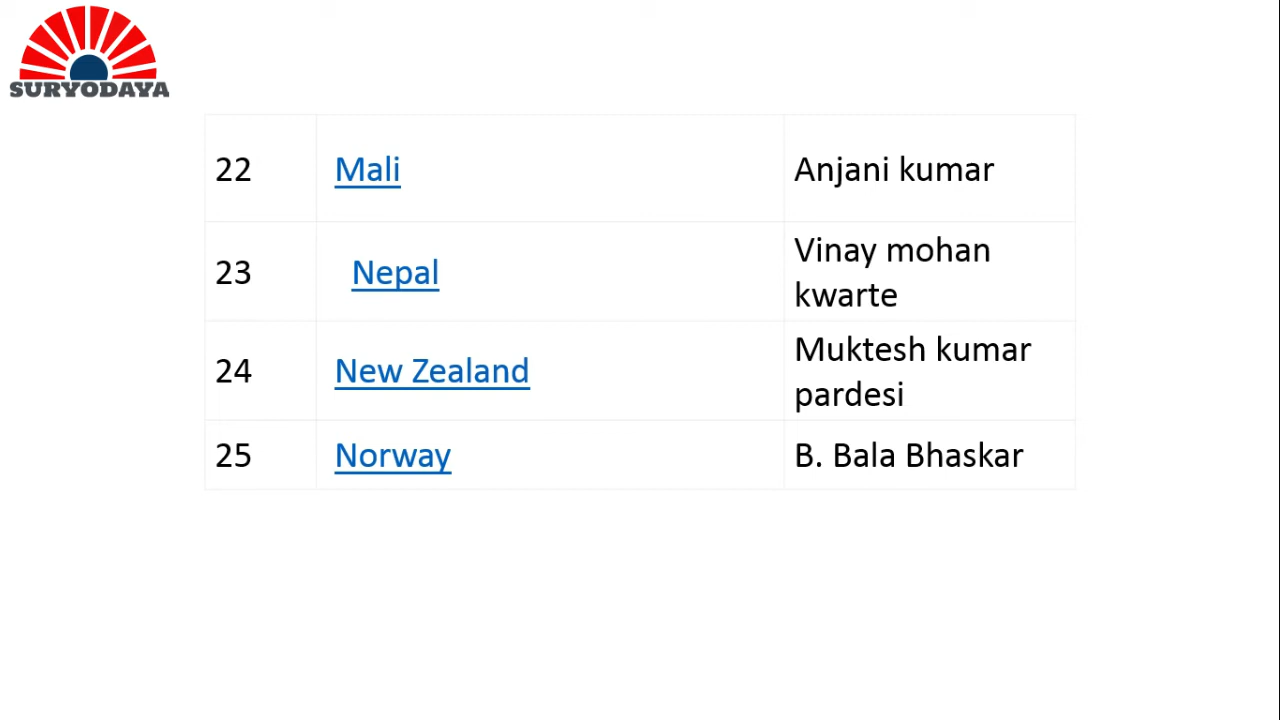 SURYODAYA
22 Mali Anjani kumar
23 Nepal Vinay mohan
kwarte
24 New Zealand Muktesh kumar
pardesi
25 Norway B. Bala Bhaskar